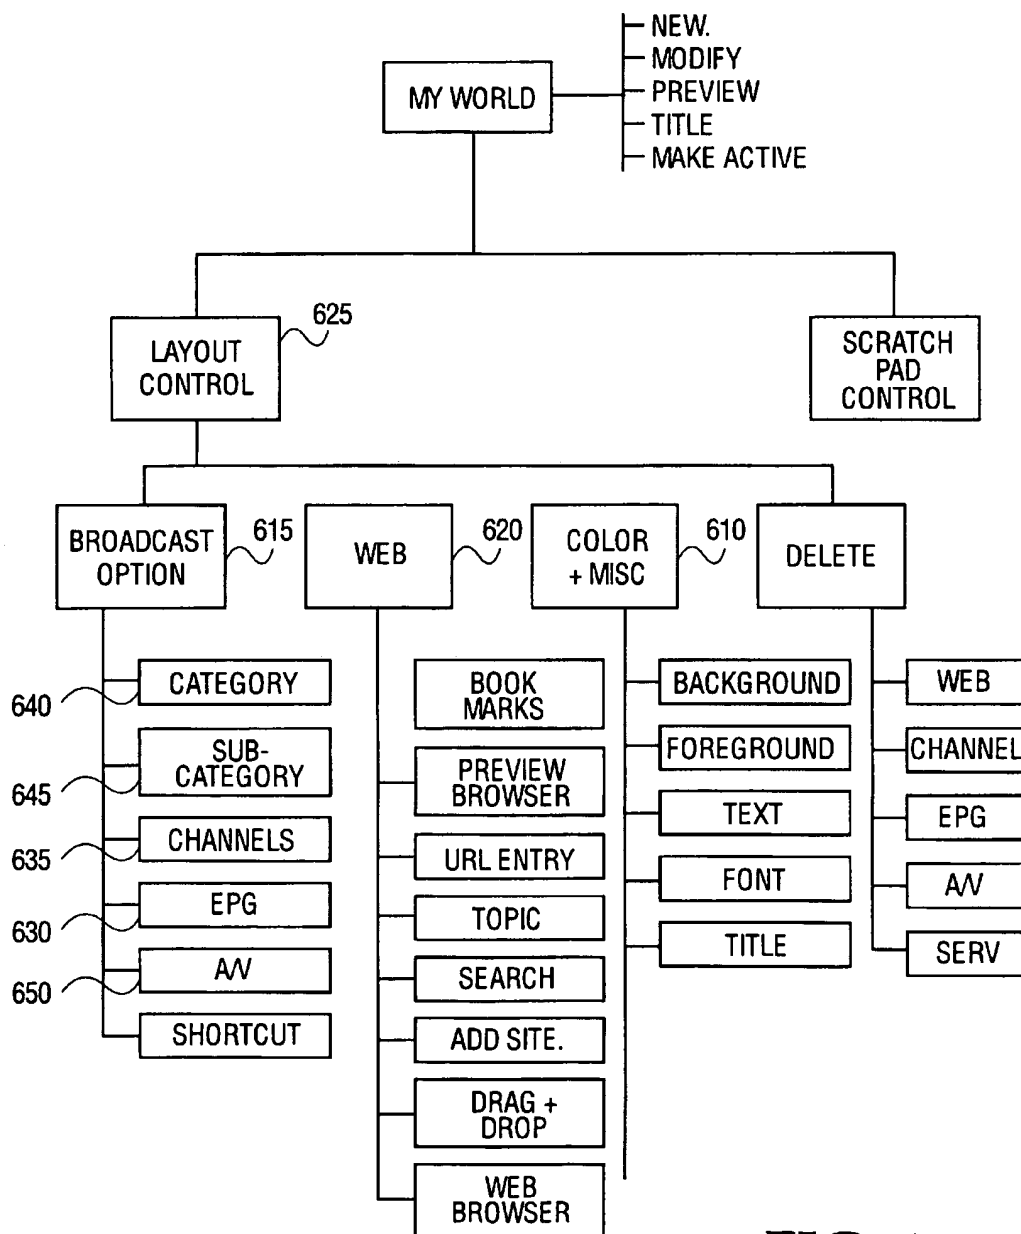 NEW.
MODIFY
MY WORLD
PREVIEW
TITLE
MAKE ACTIVE
625
LAYOUT
CONTROL
SCRATCH
PAD
CONTROL
BROADCAST
OPTION
615
WEB
620
COLOR
+ MISC
610
DELETE
640
CATEGORY
645
SUB-
CATEGORY
635
CHANNELS
630
EPG
650
A/V
SHORTCUT
BOOK
MARKS
PREVIEW
BROWSER
URL ENTRY
TOPIC
SEARCH
ADD SITE.
DRAG +
DROP
WEB
BROWSER
BACKGROUND
FOREGROUND
TEXT
FONT
TITLE
WEB
CHANNEL
EPG
A/V
SERV